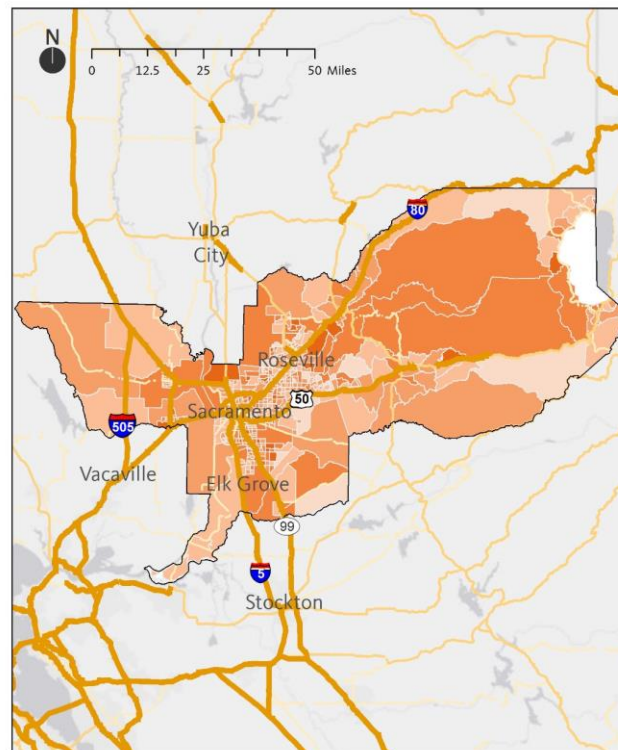 N
0 12.5 25 50 Miles
80
Yuba
City
Roseville
50
Sacramento
505
Vacaville
Elk Grove
99
5
Stockton